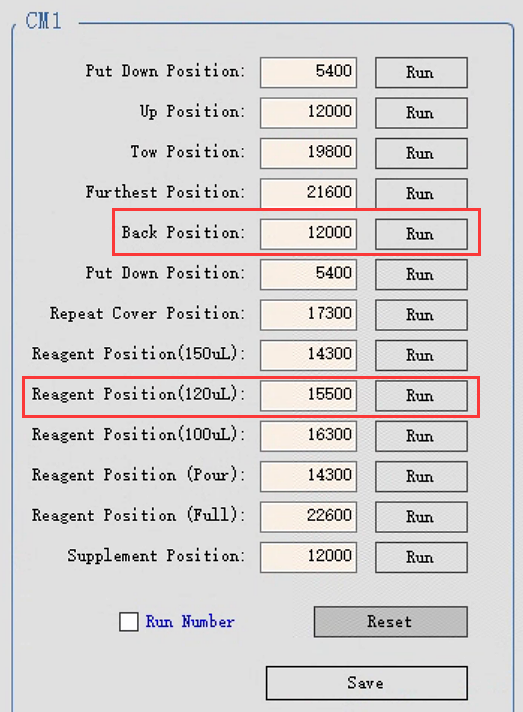 CM1
Put Down Position: 5400 Run
Up Position: 12000 Run
Tow Position: 19800 Run
Furthest Position: 21600 Run
Back Position: 12000 Run
Put Down Position: 5400 Run
Repeat Cover Position: 17300 Run
Reagent Position(150uL): 14300 Run
Reagent Position(120uL): 15500 Run
Reagent Position(100uL): 16300 Run
Reagent Position (Pour): 14300 Run
Reagent Position (Full): 22600 Run
Supplement Position: 12000 Run
Run Number Reset
Save